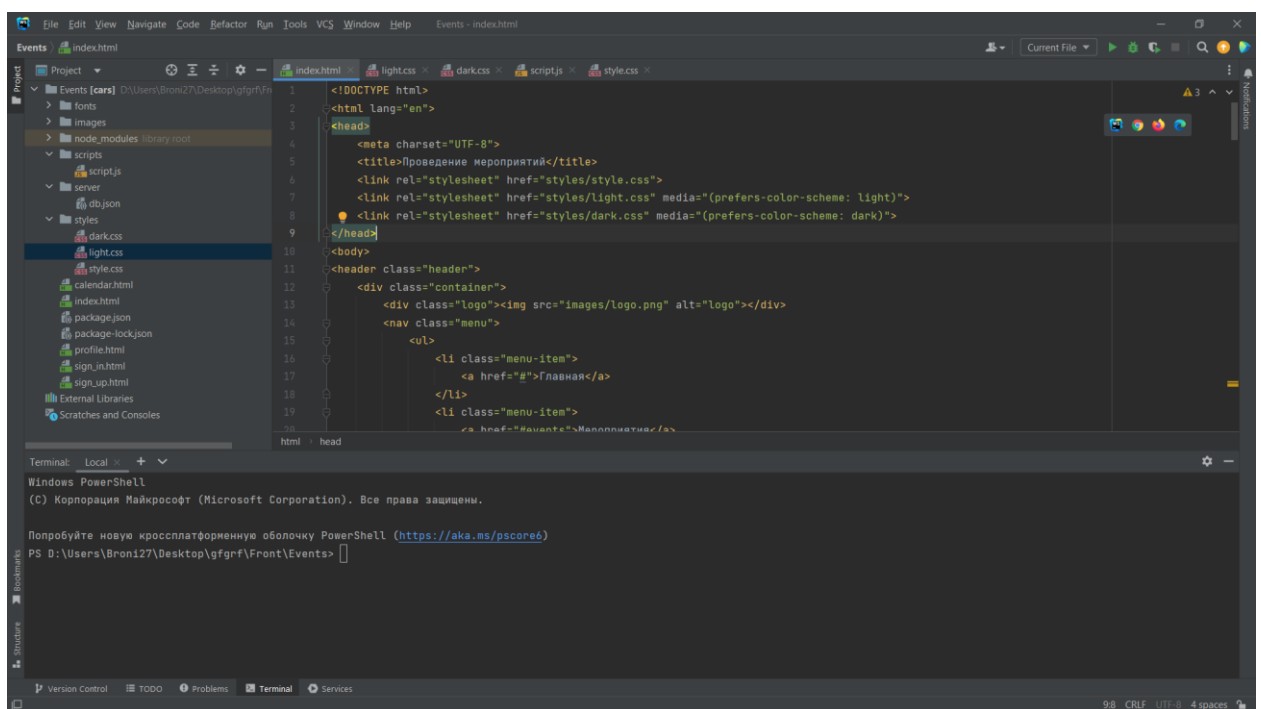 File Edit View Navigate Code Refactor Run Tools VCS Window Help Events - index.html
Events index.html Current File
Project
Events [cars] D:\Users\Broni27\Desktop\gfgrf\Fr
fonts
images
node_modules library root
scripts
script.js
server
db.json
styles
dark.css
light.css
style.css
calendar.html
index.html
package.json
package-lock.json
profile.html
sign_in.html
sign_up.html
External Libraries
Scratches and Consoles
index.html light.css dark.css script.js style.css
1 <!DOCTYPE html>
2 <html lang="en">
3 <head>
4 <meta charset="UTF-8">
5 <title>Проведение мероприятий</title>
6 <link rel="stylesheet" href="styles/style.css">
7 <link rel="stylesheet" href="styles/light.css" media="(prefers-color-scheme: light)">
8 <link rel="stylesheet" href="styles/dark.css" media="(prefers-color-scheme: dark)">
9 </head>
10 <body>
11 <header class="header">
12 <div class="container">
13 <div class="logo"><img src="images/logo.png" alt="logo"></div>
14 <nav class="menu">
15 <ul>
16 <li class="menu-item">
17 <a href="#">Главная</a>
18 </li>
19 <li class="menu-item">
20 <a href="#events">Мероприятия</a>
3
html head
Project
Notifications
Terminal: Local
Windows PowerShell
(C) Корпорация Майкрософт (Microsoft Corporation). Все права защищены.
Попробуйте новую кроссплатформенную оболочку PowerShell (https://aka.ms/pscore6)
PS D:\Users\Broni27\Desktop\gfgrf\Front\Events>
Bookmarks
Structure
Version Control TODO Problems Terminal Services
9:8 CRLF UTF-8 4 spaces